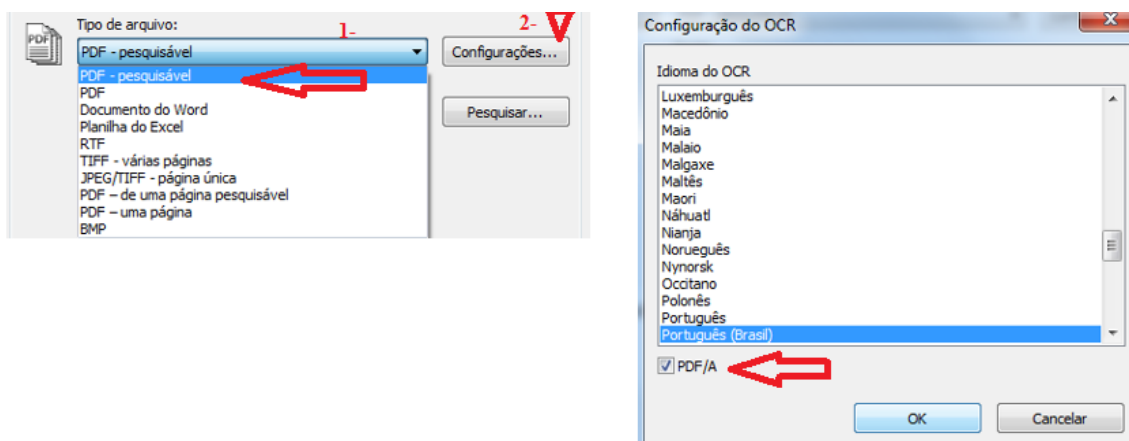 Tipo de arquivo:
1-
2-
PDF
PDF - pesquisável
Configurações...
PDF - pesquisável
PDF
Documento do Word
Planilha do Excel
RTF
TIFF - várias páginas
JPEG/TIFF - página única
PDF – de uma página pesquisável
PDF – uma página
BMP
Pesquisar...
Configuração do OCR
Idioma do OCR
Luxemburguês
Macedônio
Maia
Malaio
Malgaxe
Maltês
Maori
Náhuatl
Nianja
Norueguês
Nynorsk
Occitano
Polonês
Português
Português (Brasil)
PDF/A
OK
Cancelar